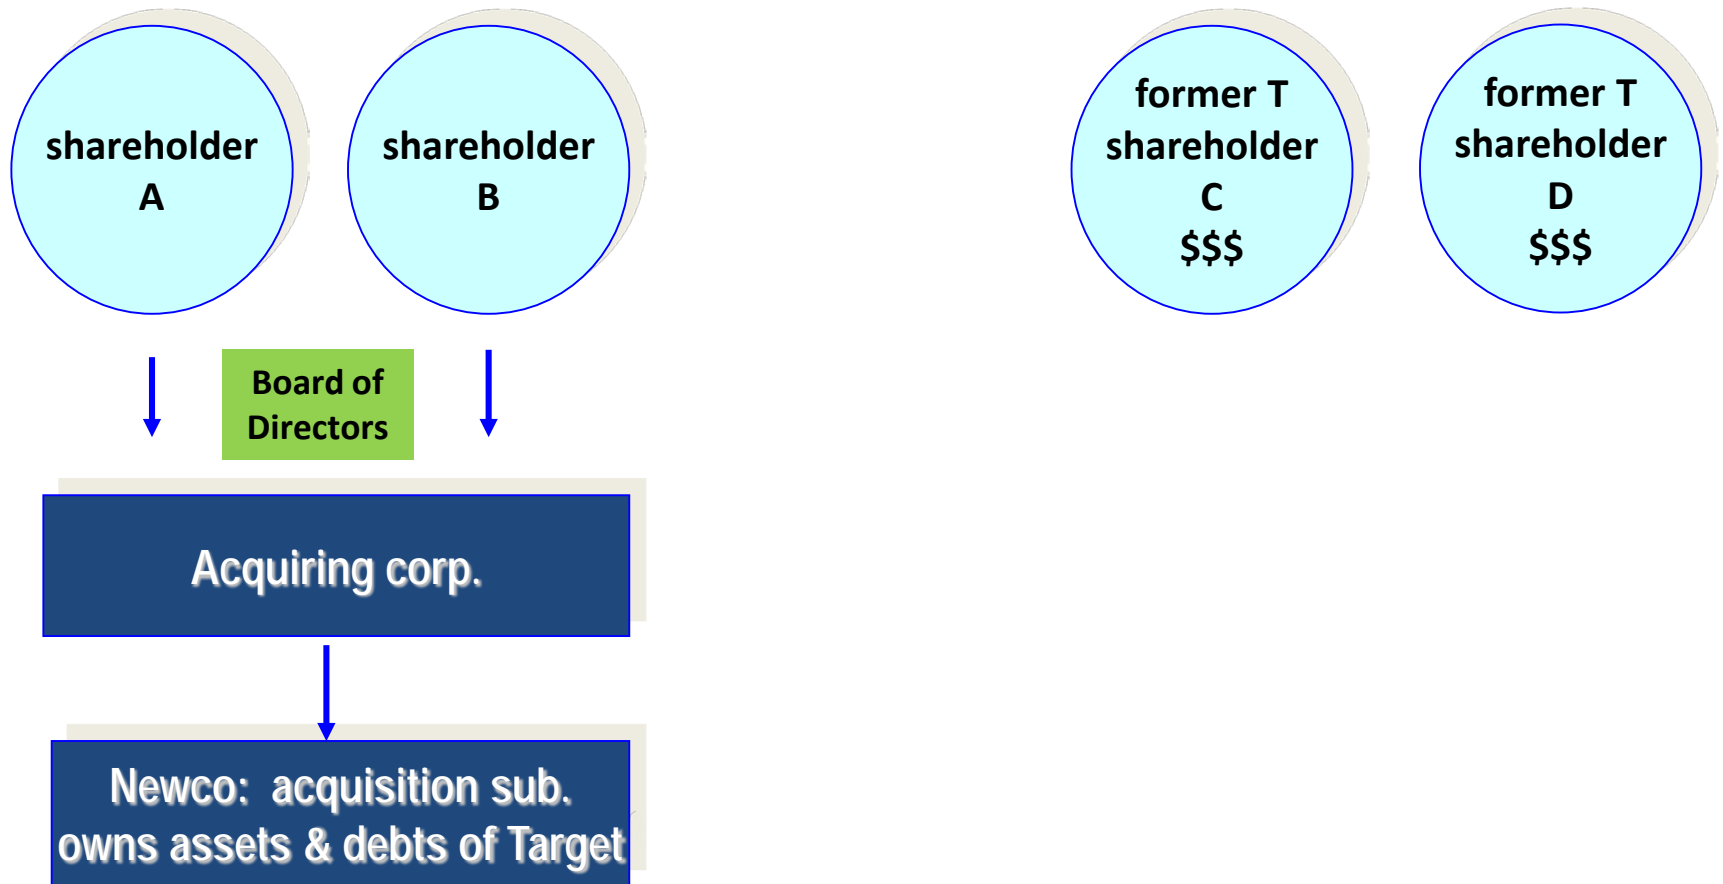 shareholder
A
shareholder
B
former T
shareholder
C
$$$
former T
shareholder
D
$$$
Board of
Directors
Acquiring corp.
Newco:  acquisition sub.
owns assets & debts of Target